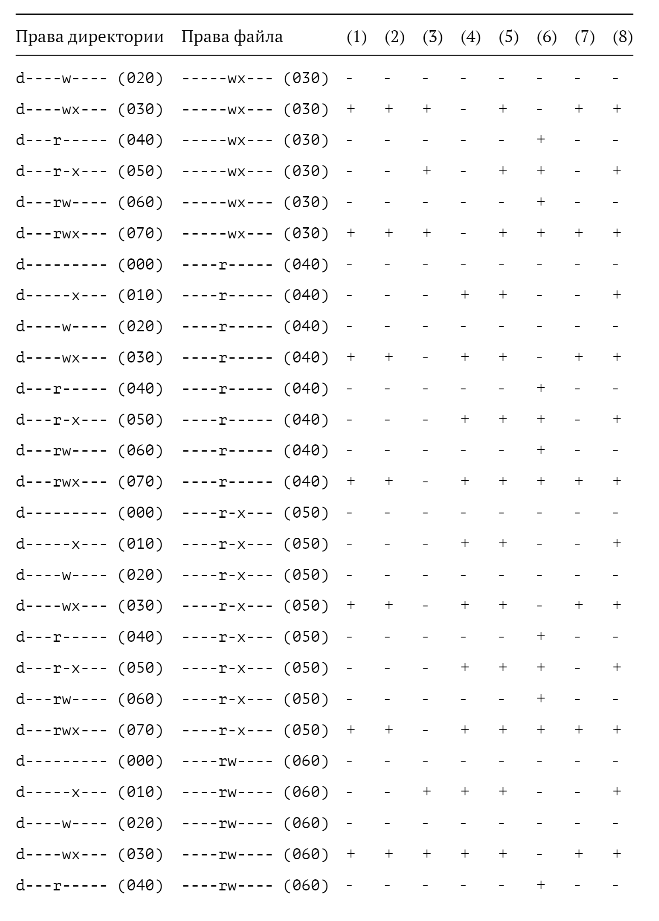 Права директории Права файла (1) (2) (3) (4) (5) (6) (7) (8)
d----w---- (020) -----wx--- (030) - - - - - - - -
d----wx--- (030) -----wx--- (030) + + + - + - + +
d---r----- (040) -----wx--- (030) - - - - - + - -
d---r-x--- (050) -----wx--- (030) - - + - + + - +
d---rw---- (060) -----wx--- (030) - - - - - + - -
d---rwx--- (070) -----wx--- (030) + + + - + + + +
d--------- (000) ----r----- (040) - - - - - - - -
d-----x--- (010) ----r----- (040) - - - + + - - +
d----w---- (020) ----r----- (040) - - - - - - - -
d----wx--- (030) ----r----- (040) + + - + + - + +
d---r----- (040) ----r----- (040) - - - - - + - -
d---r-x--- (050) ----r----- (040) - - - + + + - +
d---rw---- (060) ----r----- (040) - - - - - + - -
d---rwx--- (070) ----r----- (040) + + - + + + + +
d--------- (000) ----r-x--- (050) - - - - - - - -
d-----x--- (010) ----r-x--- (050) - - - + + - - +
d----w---- (020) ----r-x--- (050) - - - - - - - -
d----wx--- (030) ----r-x--- (050) + + - + + - + +
d---r----- (040) ----r-x--- (050) - - - - - + - -
d---r-x--- (050) ----r-x--- (050) - - - + + + - +
d---rw---- (060) ----r-x--- (050) - - - - - + - -
d---rwx--- (070) ----r-x--- (050) + + - + + + + +
d--------- (000) ----rw---- (060) - - - - - - - -
d-----x--- (010) ----rw---- (060) - - + + + - - +
d----w---- (020) ----rw---- (060) - - - - - - - -
d----wx--- (030) ----rw---- (060) + + + + + - + +
d---r----- (040) ----rw---- (060) - - - - - + - -